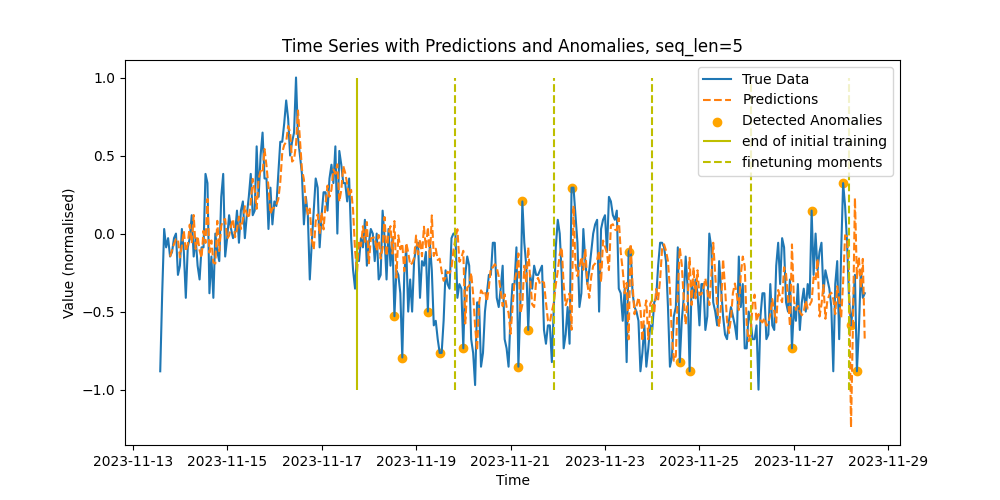 Time Series with Predictions and Anomalies, seq_len=5
True Data
Predictions
Detected Anomalies
end of initial training
finetuning moments
Value (normalised)
1.0
0.5
0.0
−0.5
−1.0
2023-11-13
2023-11-15
2023-11-17
2023-11-19
2023-11-21
2023-11-23
2023-11-25
2023-11-27
2023-11-29
Time